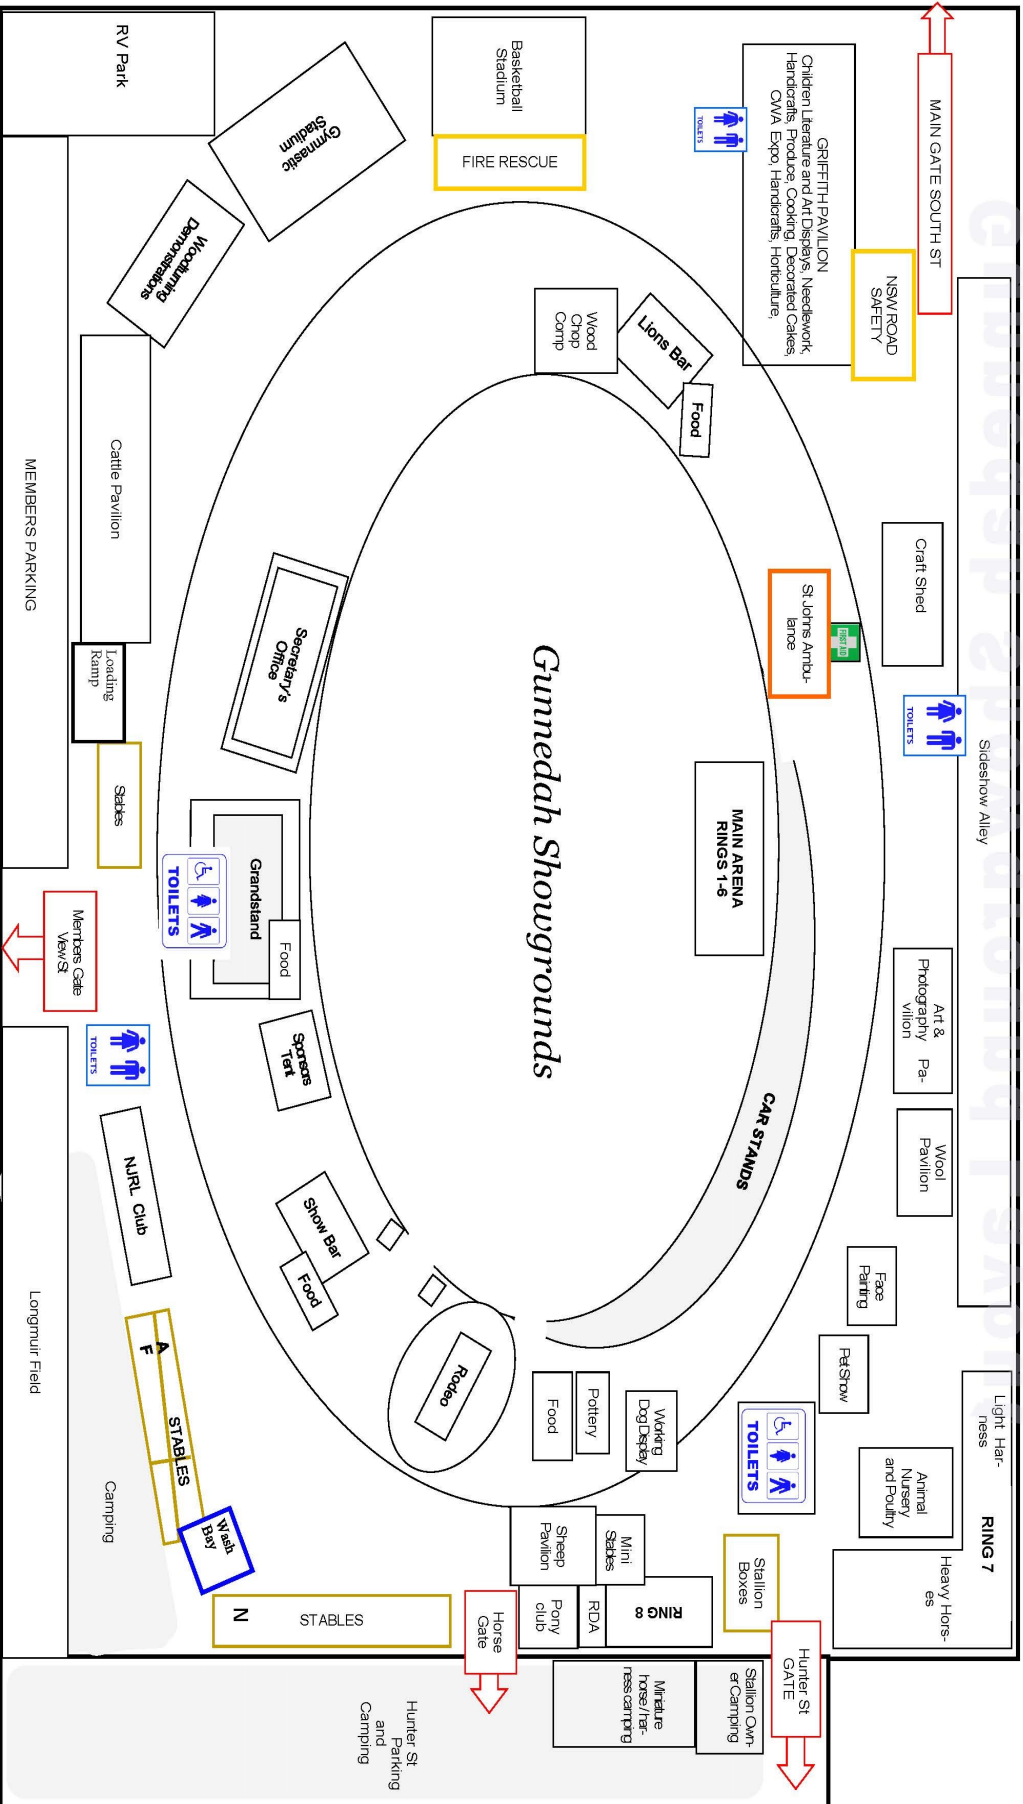 Gunnedah Showground Layout
MAIN GATE SOUTH ST
Sideshow Alley
RING 7
Light Har-
ness
Heavy Hors-
es
NSW ROAD
SAFETY
Craft Shed
TOILETS
Art &
Photography Pa-
vilion
Wool
Pavilion
Face
Painting
Pet Show
Animal
Nursery
and Poultry
GRIFFITH PAVILION
Children Literature and Art Displays, Needlework,
Handicrafts, Produce, Cooking, Decorated Cakes,
CWA Expo, Handicrafts, Horticulture,
TOILETS
FIRST AID
St Johns Ambu-
lance
TOILETS
Stallion
Boxes
Hunter St
GATE
Stallion Own-
er Camping
MAIN ARENA
RINGS 1-6
CAR STANDS
Lions Bar
Food
Wood
Chop
Comp
Working
Dog Display
Pottery
Food
Mini
Stables
Sheep
Pavilion
RING 8
RDA
Pony
club
Miniature
horse / har-
ness camping
Basketball
Stadium
FIRE RESCUE
Gunnedah Showgrounds
Rodeo
Horse
Gate
Gymnastic
Stadium
Secretary's
Office
Grandstand
Food
TOILETS
Sponsors
Tent
Show Bar
Food
STABLES
N
Hunter St
Parking
and
Camping
RV Park
Woodturning
Demonstrations
Cattle Pavilion
Loading
Ramp
Stables
Members Gate
View St
TOILETS
NJRL Club
A
F
STABLES
Wash
Bay
Camping
MEMBERS PARKING
Longmuir Field